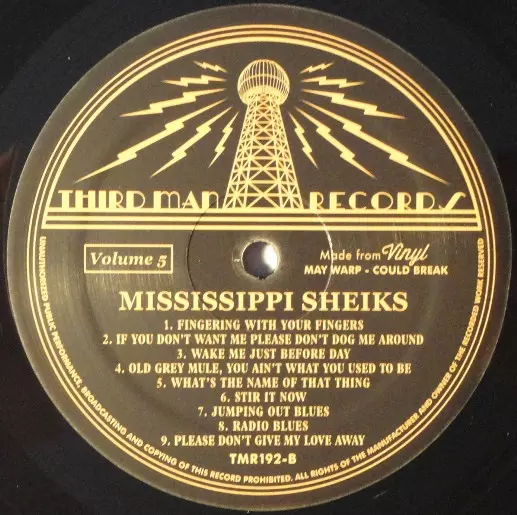 THIRD MAN RECORDS
Volume 5
Made from Vinyl
MAY WARP - COULD BREAK
MISSISSIPPI SHEIKS
1. FINGERING WITH YOUR FINGERS
2. IF YOU DON'T WANT ME PLEASE DON'T DOG ME AROUND
3. WAKE ME JUST BEFORE DAY
4. OLD GREY MULE, YOU AIN'T WHAT YOU USED TO BE
5. WHAT'S THE NAME OF THAT THING
6. STIR IT NOW
7. JUMPING OUT BLUES
8. RADIO BLUES
9. PLEASE DON'T GIVE MY LOVE AWAY
TMR192-B
UNAUTHORISED PUBLIC PERFORMANCE, BROADCASTING AND COPYING OF THIS RECORD PROHIBITED. ALL RIGHTS OF THE MANUFACTURER AND OWNER OF THE RECORDED WORK RESERVED